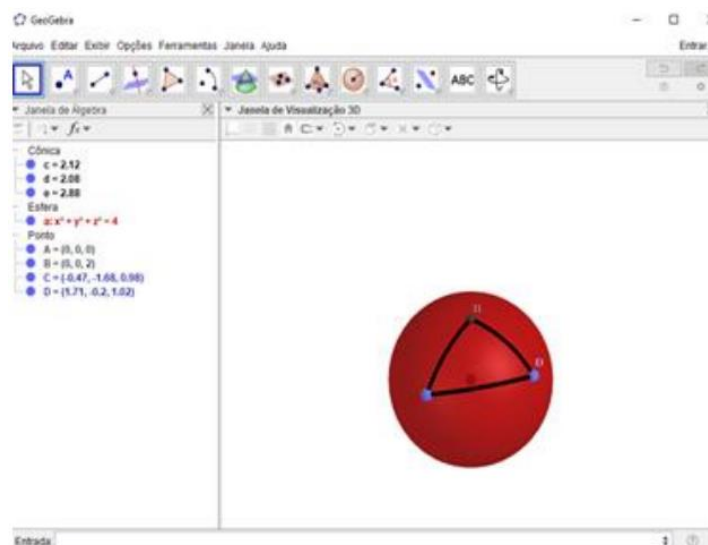 GeoGebra
Arquivo Editar Exibir Opções Ferramentas Janela Ajuda
Entrar
ABC
Janela de Álgebra
Janela de Visualização 3D
Cônica
c = 2.12
d = 2.08
e = 2.88
Esfera
a: x² + y² + z² = 4
Ponto
A = (0, 0, 0)
B = (0, 0, 2)
C = (-0.47, -1.68, 0.98)
D = (1.71, -0.2, 1.02)
B
D
Entrada: